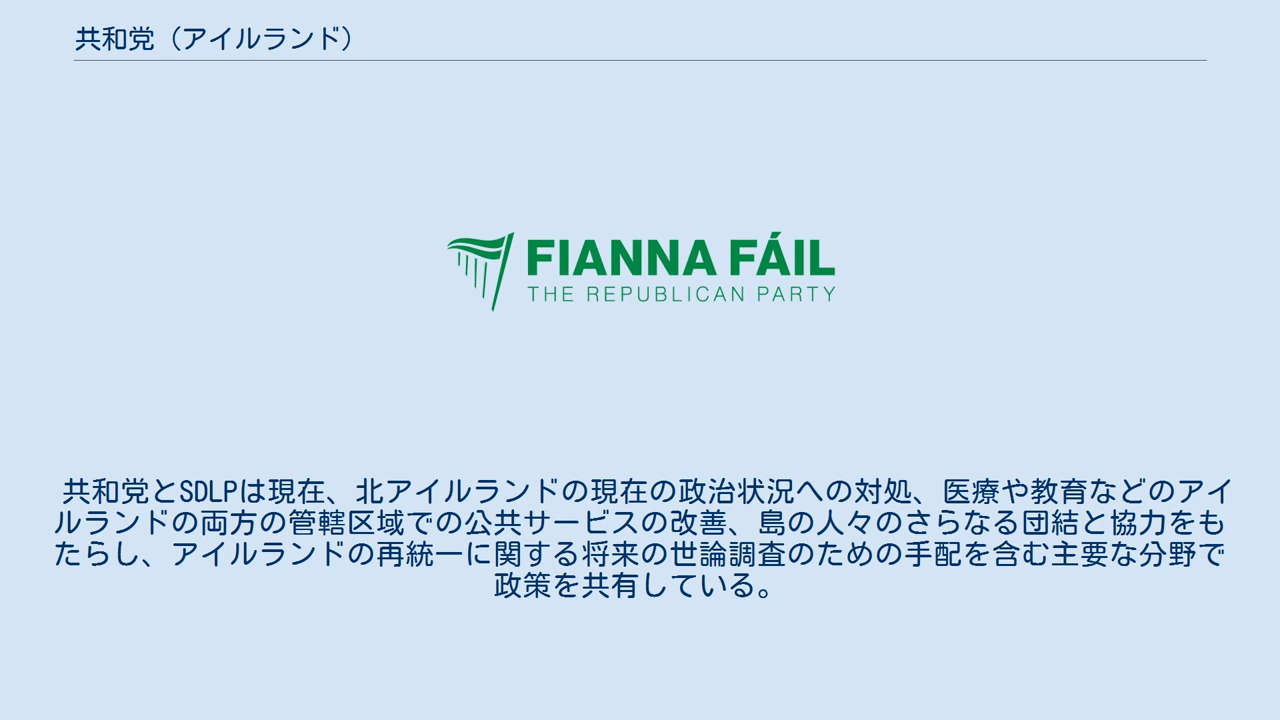 共和党（アイルランド）
FIANNA FÁIL
THE REPUBLICAN PARTY
共和党とSDLPは現在、北アイルランドの現在の政治状況への対処、医療や教育などのアイ
ルランドの両方の管轄区域での公共サービスの改善、島の人々のさらなる団結と協力をも
たらし、アイルランドの再統一に関する将来の世論調査のための手配を含む主要な分野で
政策を共有している。